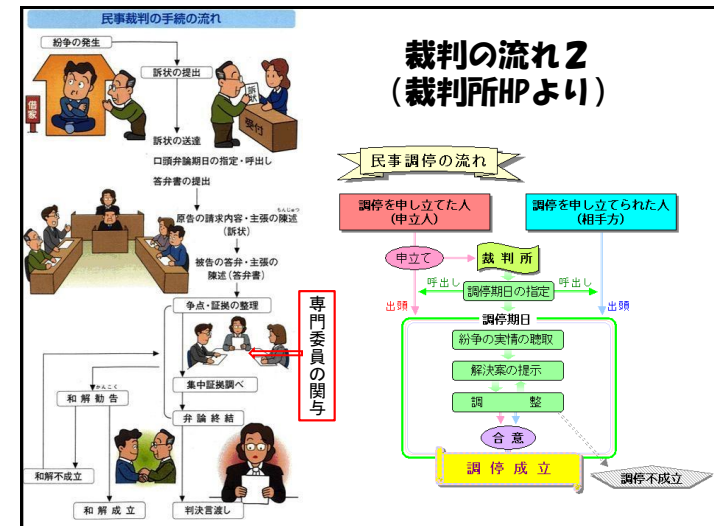 民事裁判の手続の流れ
紛争の発生
訴状の提出
借家
訴状
受付
訴状の送達
口頭弁論期日の指定・呼出し
答弁書の提出
ちんじゅつ
原告の請求内容・主張の陳述
(訴状)
被告の答弁・主張の
陳述(答弁書)
争点・証拠の整理
専門委員の関与
集中証拠調べ
かんこく
和解勧告
弁論終結
和解不成立
和解成立
判決言渡し
裁判の流れ2
(裁判所HPより)
民事調停の流れ
調停を申し立てた人
(申立人)
調停を申し立てられた人
(相手方)
申立て
裁判所
呼出し
呼出し
調停期日の指定
出頭
出頭
調停期日
紛争の実情の聴取
解決案の提示
調整
合意
調停成立
調停不成立